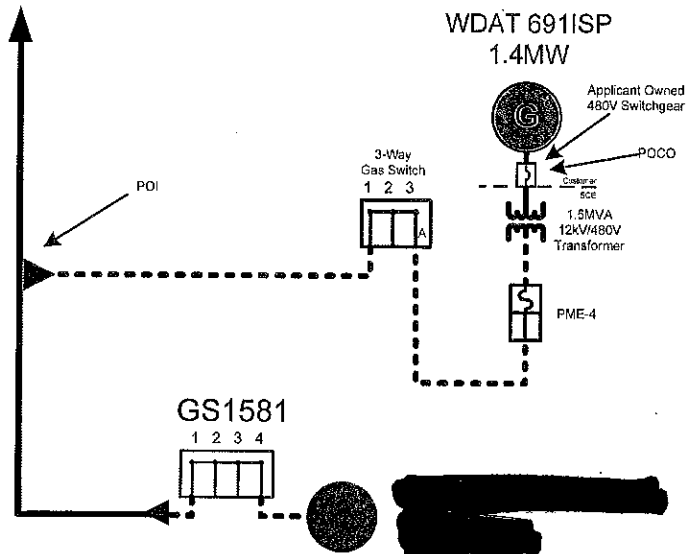 WDAT 691ISP
1.4MW
G
Applicant Owned
480V Switchgear
POCO
Customer
SCE
3-Way
Gas Switch
1 2 3
A
POI
1.5MVA
12kV/480V
Transformer
PME-4
GS1581
1 2 3 4